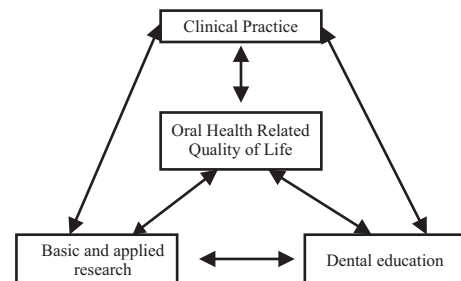 Clinical Practice
Oral Health Related
Quality of Life
Basic and applied
research
Dental education